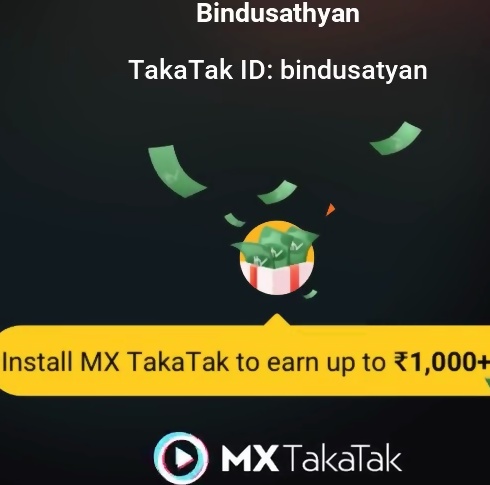 Bindusathyan
TakaTak ID: bindusatyan
Install MX TakaTak to earn up to ₹1,000+
MX TakaTak